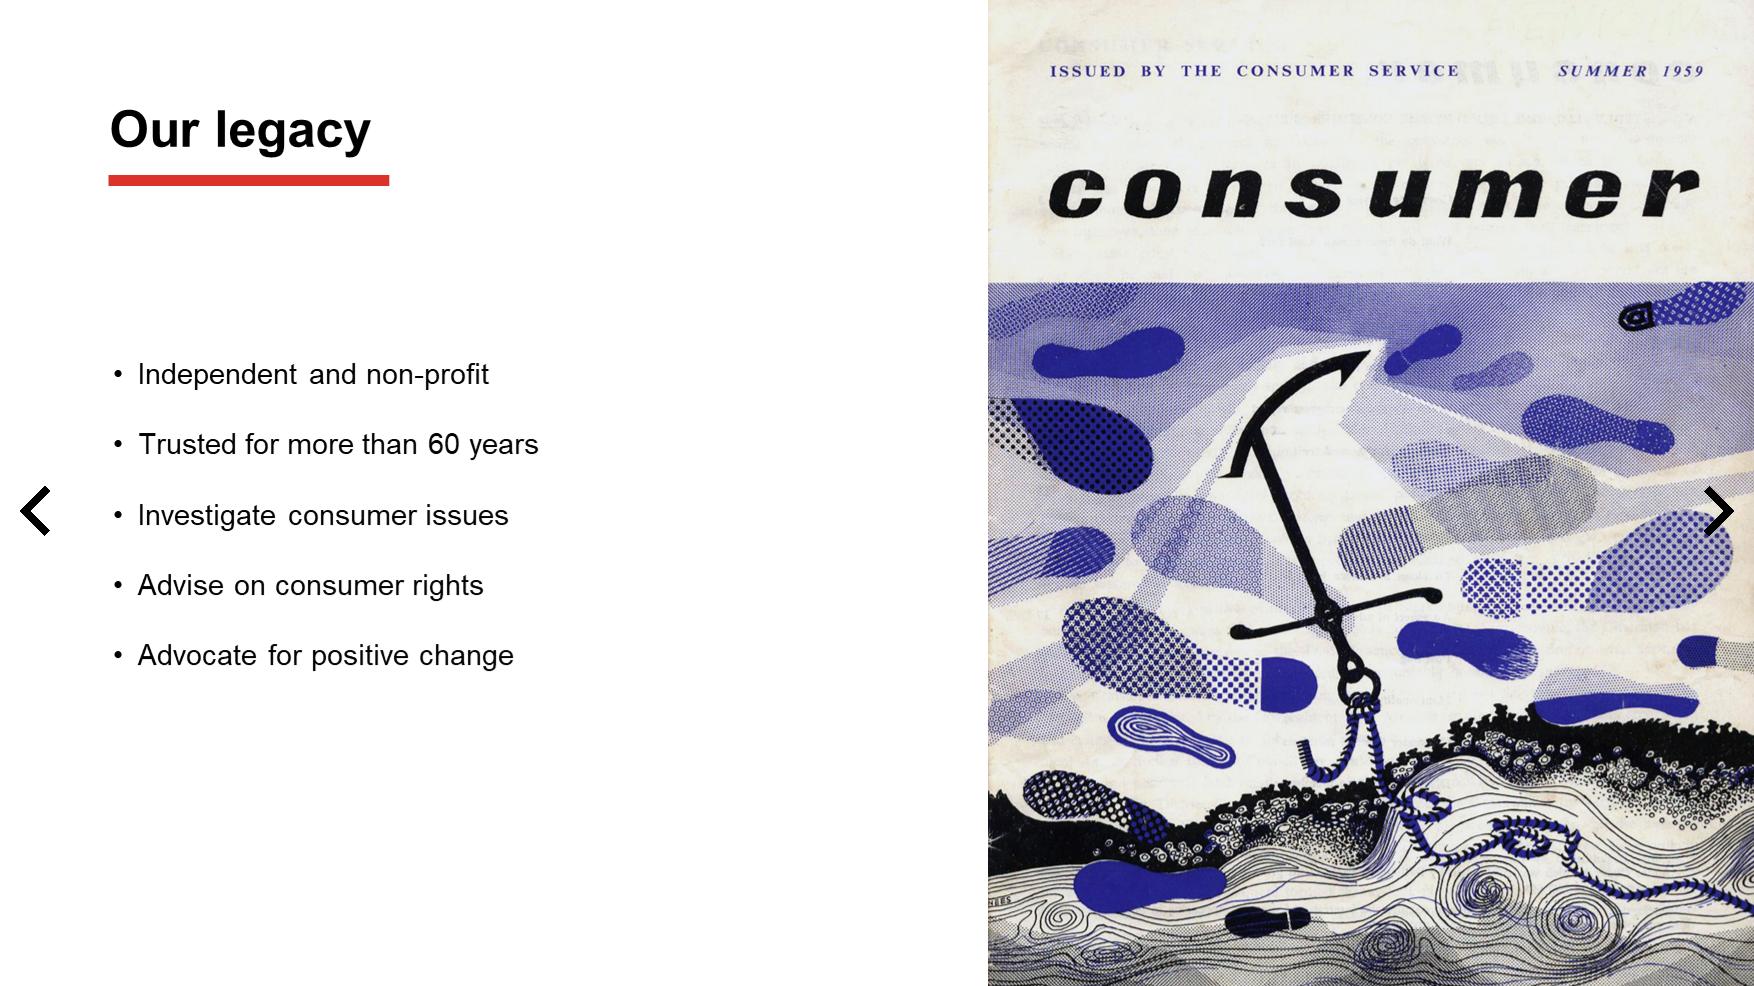 Our legacy
• Independent and non-profit
• Trusted for more than 60 years
• Investigate consumer issues
• Advise on consumer rights
• Advocate for positive change
ISSUED BY THE CONSUMER SERVICE SUMMER 1959
consumer